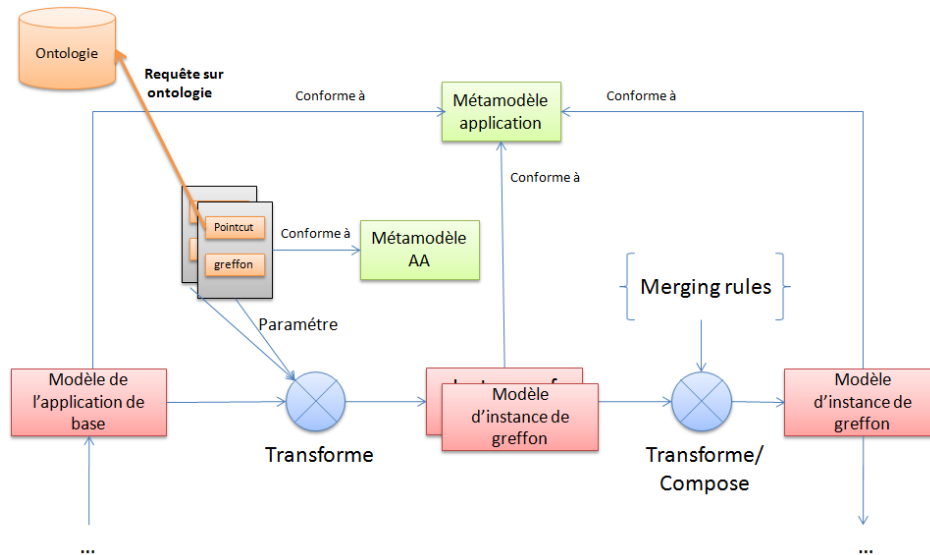 Ontologie
Requête sur
ontologie
Conforme à
Métamodèle
application
Conforme à
Conforme à
Pointcut
greffon
Conforme à
Métamodèle
AA
Merging rules
Paramétre
Modèle de
l'application de
base
Modèle
d'instance de
greffon
Modèle
d'instance de
greffon
Transforme
Transforme/
Compose
...
...